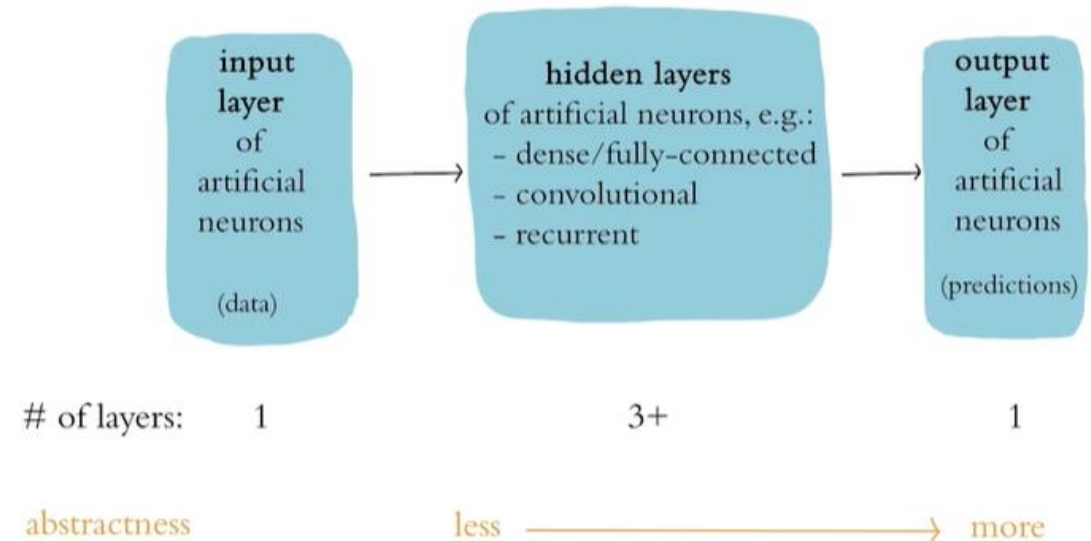 input
layer
of
artificial
neurons
(data)
hidden layers
of artificial neurons, e.g.:
- dense/fully-connected
- convolutional
- recurrent
output
layer
of
artificial
neurons
(predictions)
# of layers: 1 3+ 1
abstractness less more